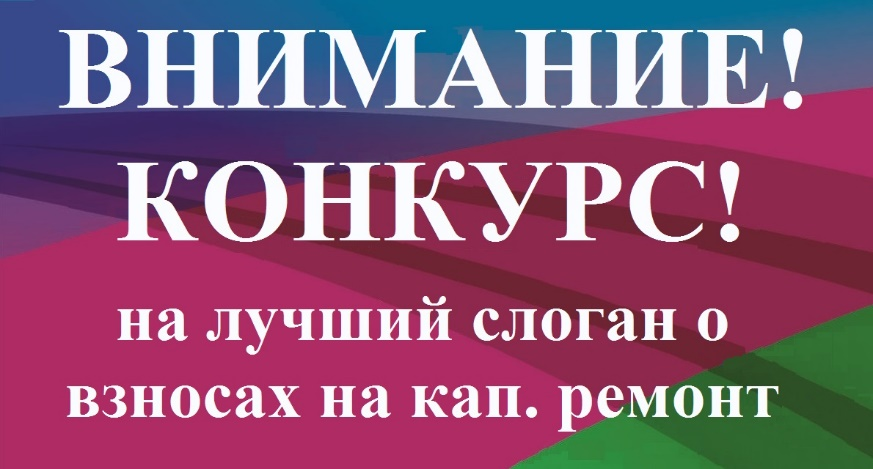 ВНИМАНИЕ!
КОНКУРС!
на лучший слоган о
взносах на кап. ремонт